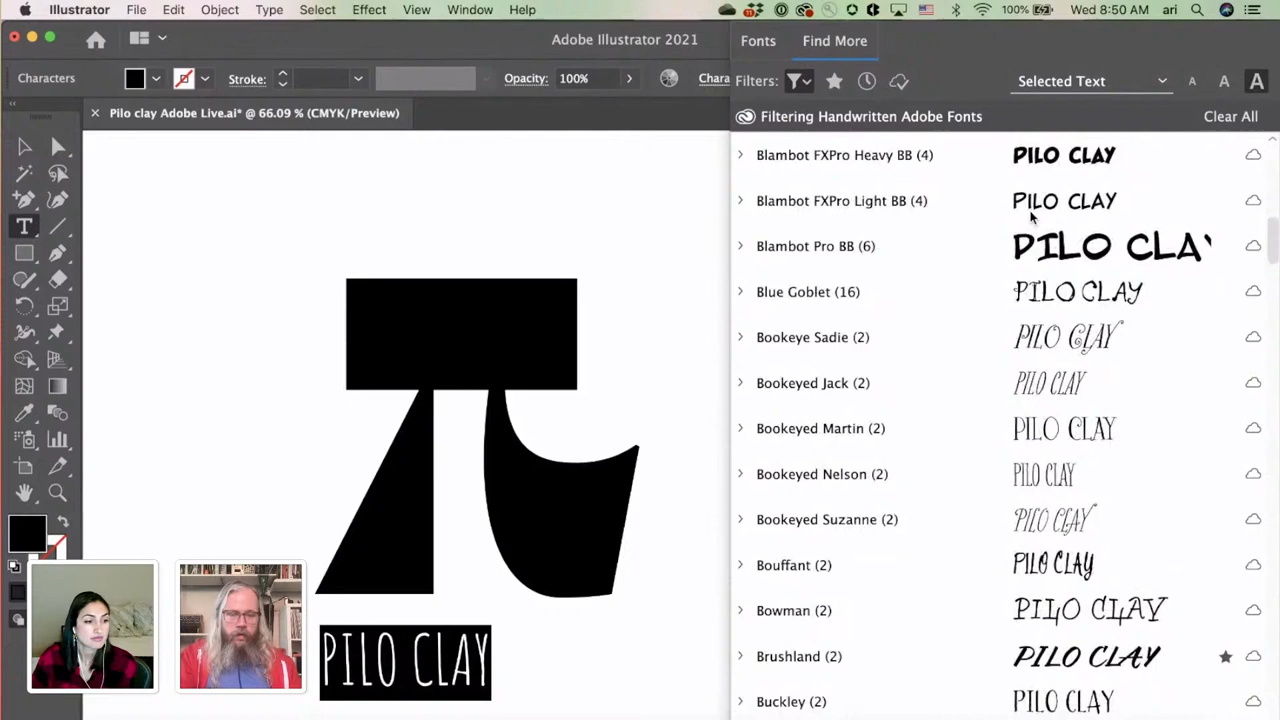 Illustrator File Edit Object Type Select Effect View Window Help 11 100% Wed 8:50 AM ari
Adobe Illustrator 2021
Fonts Find More
Characters Stroke: Opacity: 100% Chara
Filters: Selected Text A A A
Pilo clay Adobe Live.ai* @ 66.09 % (CMYK/Preview)
Filtering Handwritten Adobe Fonts Clear All
Blambot FXPro Heavy BB (4) PILO CLAY
Blambot FXPro Light BB (4) PILO CLAY
Blambot Pro BB (6) PILO CLA
Blue Goblet (16) PILO CLAY
Bookeye Sadie (2) PILO CLAY
Bookeyed Jack (2) PILO CLAY
Bookeyed Martin (2) PILO CLAY
Bookeyed Nelson (2) PILO CLAY
Bookeyed Suzanne (2) PILO CLAY
Bouffant (2) PILO CLAY
Bowman (2) PILO CLAY
Brushland (2) PILO CLAY
Buckley (2) PILO CLAY
PILO CLAY